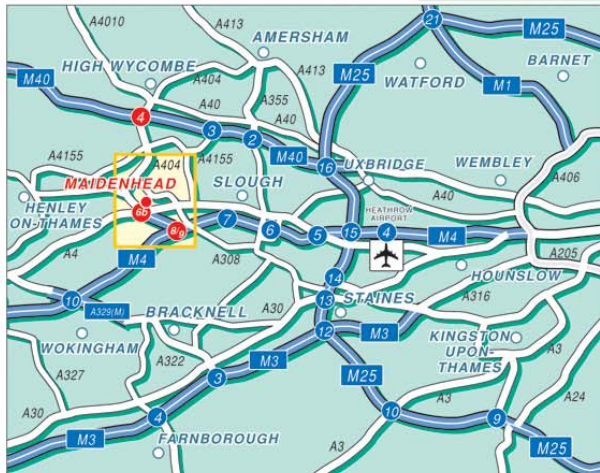 A4010
A413
21
M25
AMERSHAM
M25
BARNET
HIGH WYCOMBE
A413
WATFORD
M1
M40
A404
A355
4
A40
A40
3
2
A4155
A404
A4155
M40
16
UXBRIDGE
WEMBLEY
A406
MAIDENHEAD
SLOUGH
A40
HENLEY
ON-THAMES
6b
7
6
5
15
HEATHROW
AIRPORT
4
M4
8/9
A4
M4
A308
A205
14
HOUNSLOW
10
A329(M)
A30
13
STAINES
A316
BRACKNELL
12
M3
WOKINGHAM
A322
KINGSTON
UPON-
THAMES
A3
M3
A327
3
M25
A3
A24
A30
4
10
9
M3
FARNBOROUGH
A3